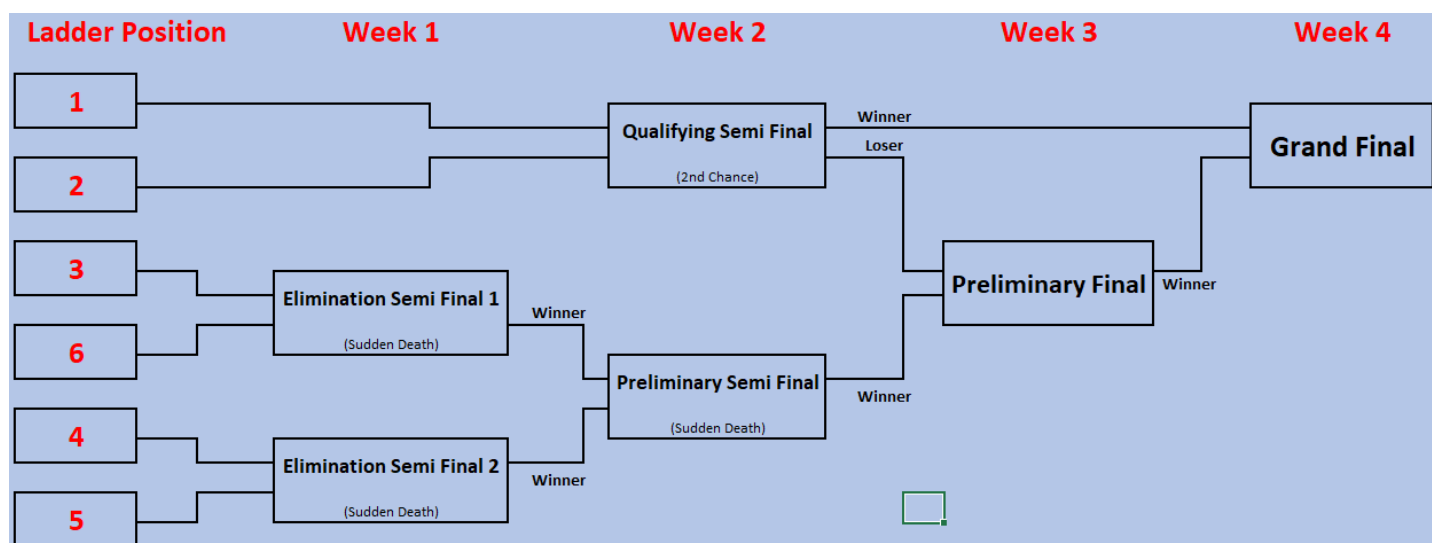 Ladder Position
Week 1
Week 2
Week 3
Week 4
1
2
3
6
4
5
Elimination Semi Final 1
(Sudden Death)
Winner
Elimination Semi Final 2
(Sudden Death)
Winner
Qualifying Semi Final
(2nd Chance)
Winner
Loser
Preliminary Semi Final
(Sudden Death)
Winner
Preliminary Final
Winner
Grand Final